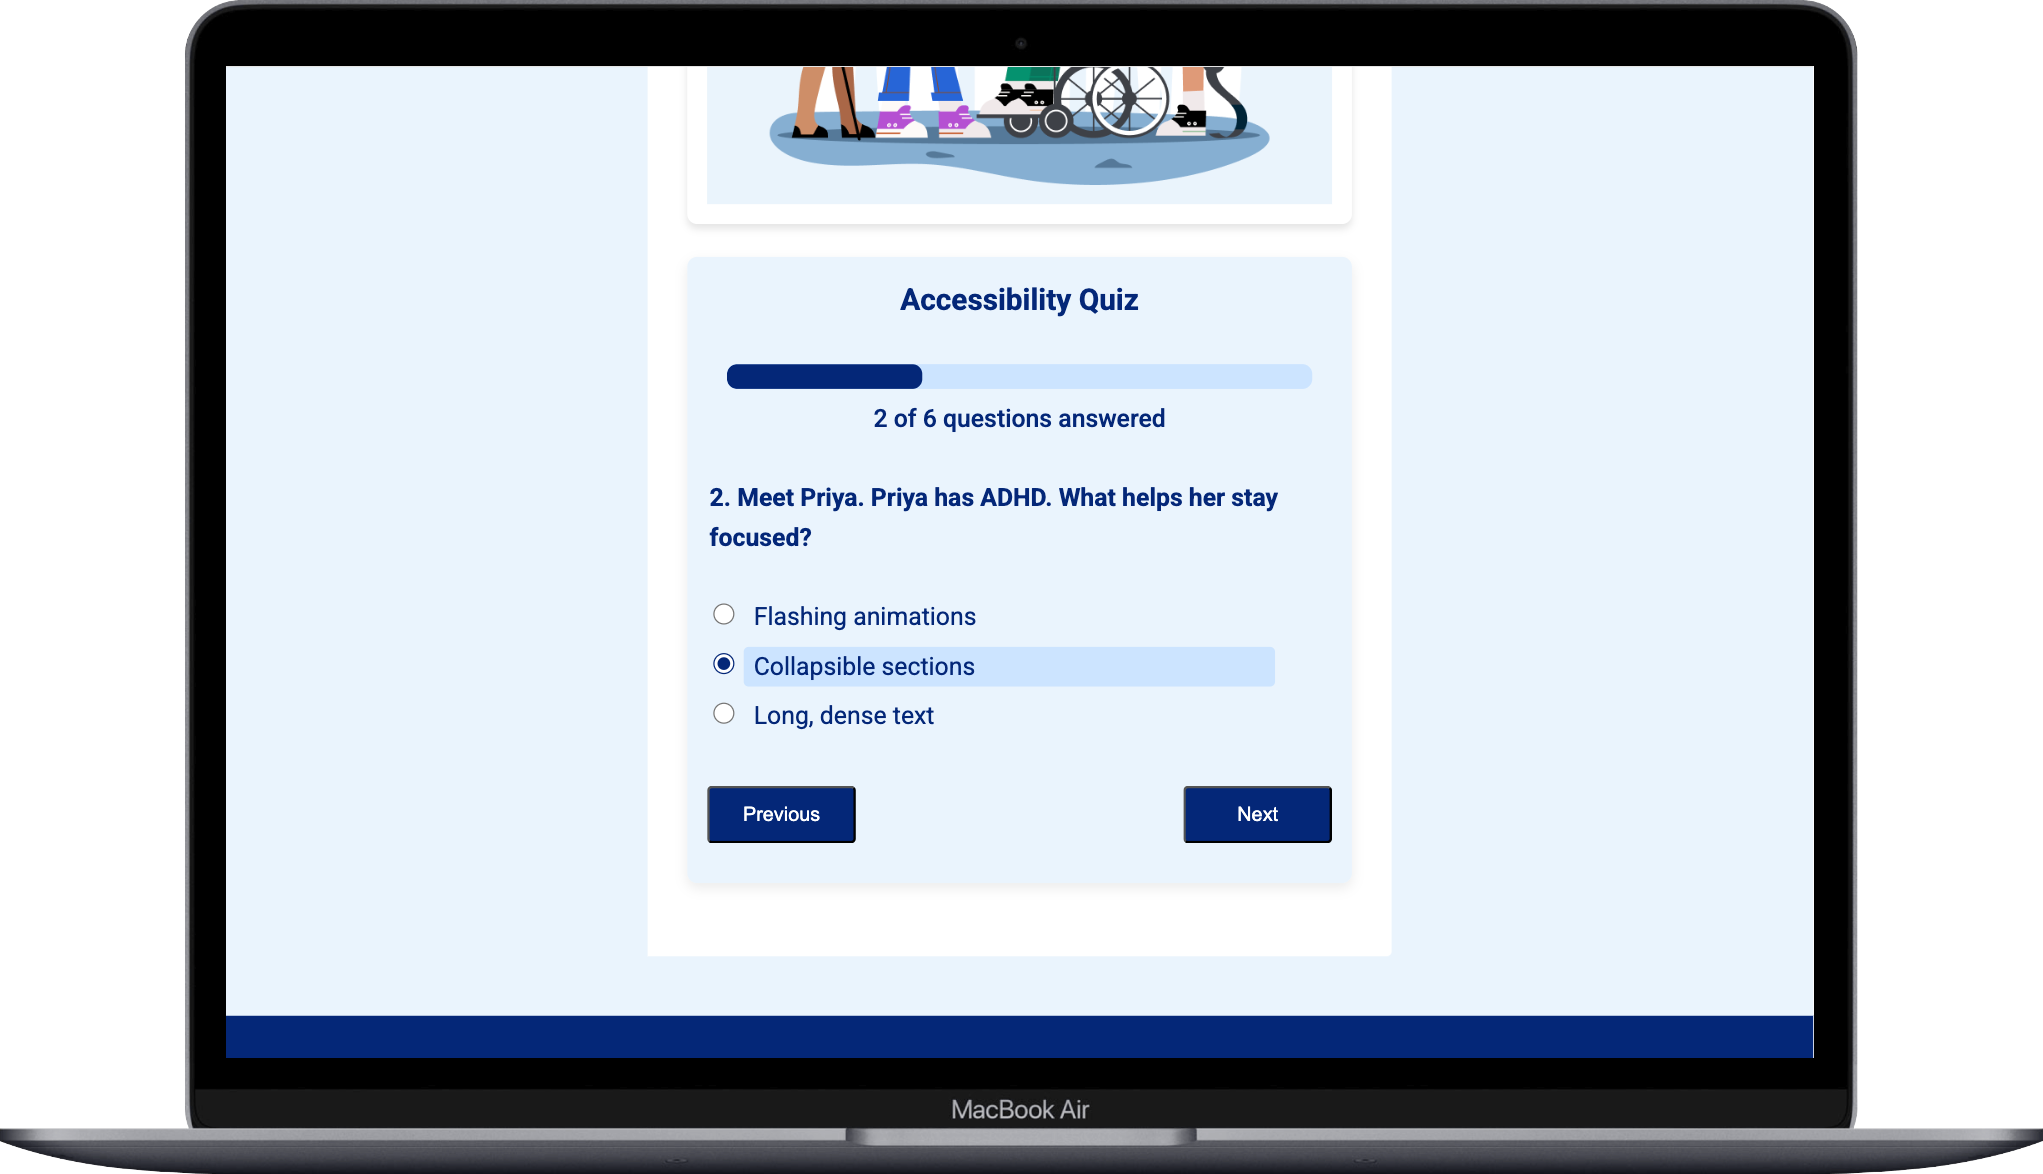 Accessibility Quiz
2 of 6 questions answered
2. Meet Priya. Priya has ADHD. What helps her stay
focused?
Flashing animations
Collapsible sections
Long, dense text
Previous
Next
MacBook Air